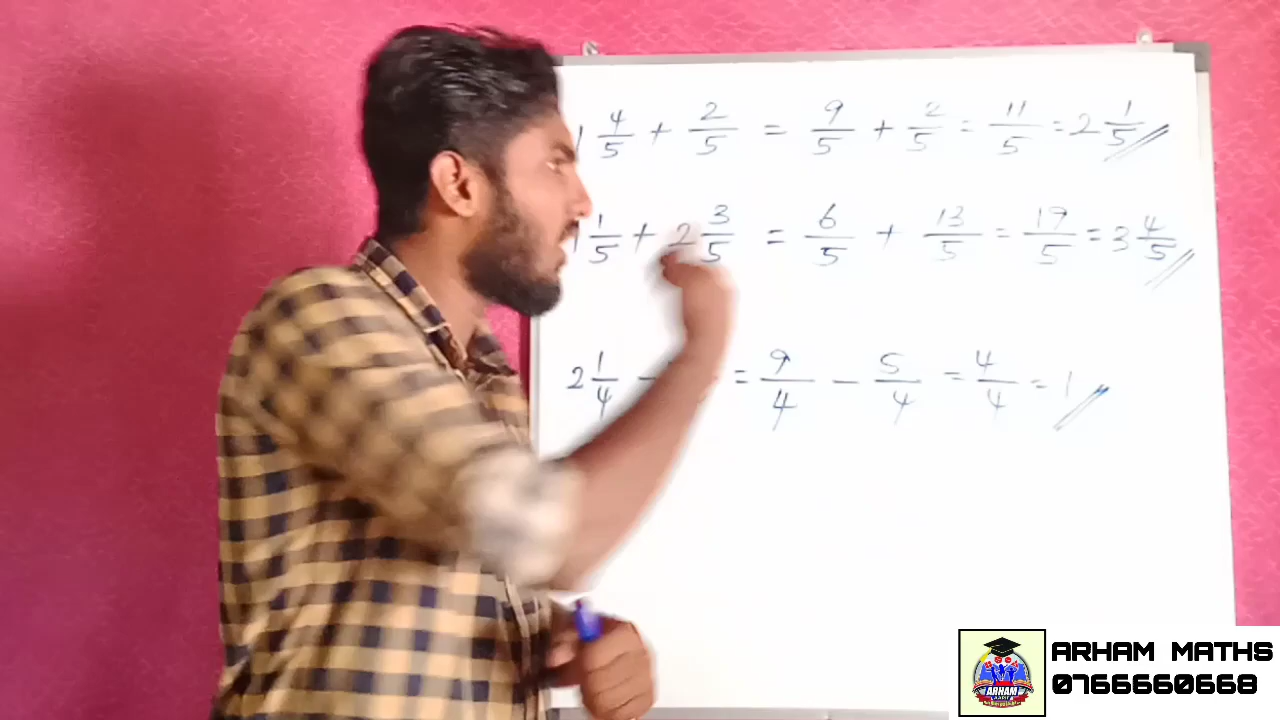 1 4/5 + 2/5 = 9/5 + 2/5 = 11/5 = 2 1/5
1 1/5 + 2 3/5 = 6/5 + 13/5 = 19/5 = 3 4/5
2 1/4 - = 9/4 - 5/4 = 4/4 = 1
ARHAM MATHS
0766660668
ARHAM